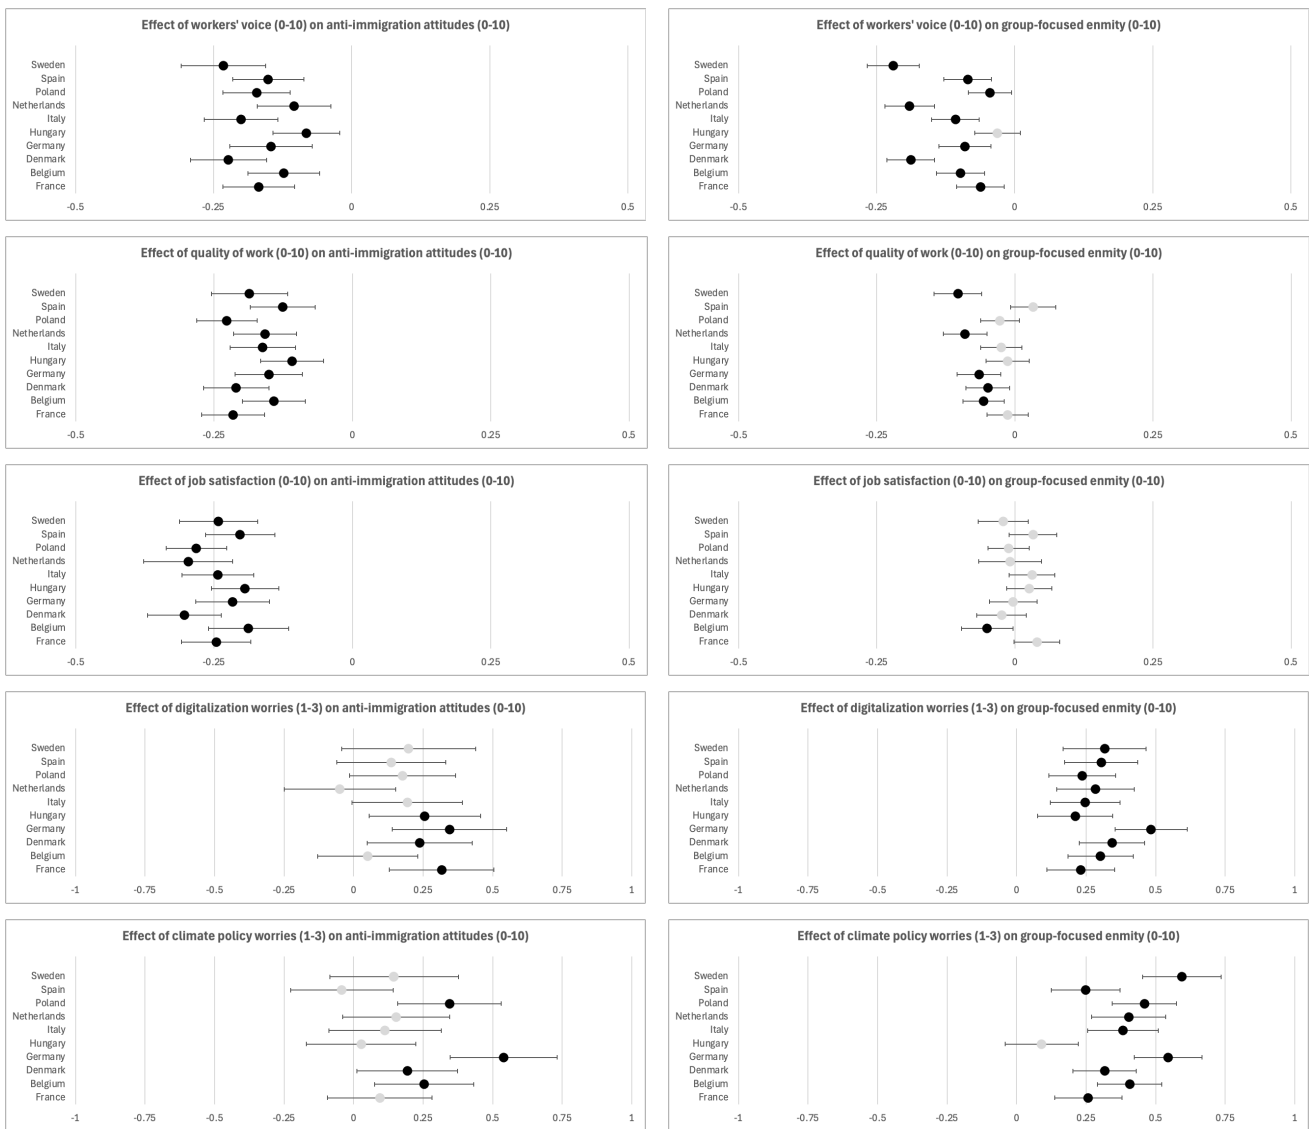 Effect of workers' voice (0-10) on anti-immigration attitudes (0-10)
Sweden
Spain
Poland
Netherlands
Italy
Hungary
Germany
Denmark
Belgium
France
-0.5 -0.25 0 0.25 0.5
Effect of workers' voice (0-10) on group-focused enmity (0-10)
Sweden
Spain
Poland
Netherlands
Italy
Hungary
Germany
Denmark
Belgium
France
-0.5 -0.25 0 0.25 0.5
Effect of quality of work (0-10) on anti-immigration attitudes (0-10)
Sweden
Spain
Poland
Netherlands
Italy
Hungary
Germany
Denmark
Belgium
France
-0.5 -0.25 0 0.25 0.5
Effect of quality of work (0-10) on group-focused enmity (0-10)
Sweden
Spain
Poland
Netherlands
Italy
Hungary
Germany
Denmark
Belgium
France
-0.5 -0.25 0 0.25 0.5
Effect of job satisfaction (0-10) on anti-immigration attitudes (0-10)
Sweden
Spain
Poland
Netherlands
Italy
Hungary
Germany
Denmark
Belgium
France
-0.5 -0.25 0 0.25 0.5
Effect of job satisfaction (0-10) on group-focused enmity (0-10)
Sweden
Spain
Poland
Netherlands
Italy
Hungary
Germany
Denmark
Belgium
France
-0.5 -0.25 0 0.25 0.5
Effect of digitalization worries (1-3) on anti-immigration attitudes (0-10)
Sweden
Spain
Poland
Netherlands
Italy
Hungary
Germany
Denmark
Belgium
France
-1 -0.75 -0.5 -0.25 0 0.25 0.5 0.75 1
Effect of digitalization worries (1-3) on group-focused enmity (0-10)
Sweden
Spain
Poland
Netherlands
Italy
Hungary
Germany
Denmark
Belgium
France
-1 -0.75 -0.5 -0.25 0 0.25 0.5 0.75 1
Effect of climate policy worries (1-3) on anti-immigration attitudes (0-10)
Sweden
Spain
Poland
Netherlands
Italy
Hungary
Germany
Denmark
Belgium
France
-1 -0.75 -0.5 -0.25 0 0.25 0.5 0.75 1
Effect of climate policy worries (1-3) on group-focused enmity (0-10)
Sweden
Spain
Poland
Netherlands
Italy
Hungary
Germany
Denmark
Belgium
France
-1 -0.75 -0.5 -0.25 0 0.25 0.5 0.75 1